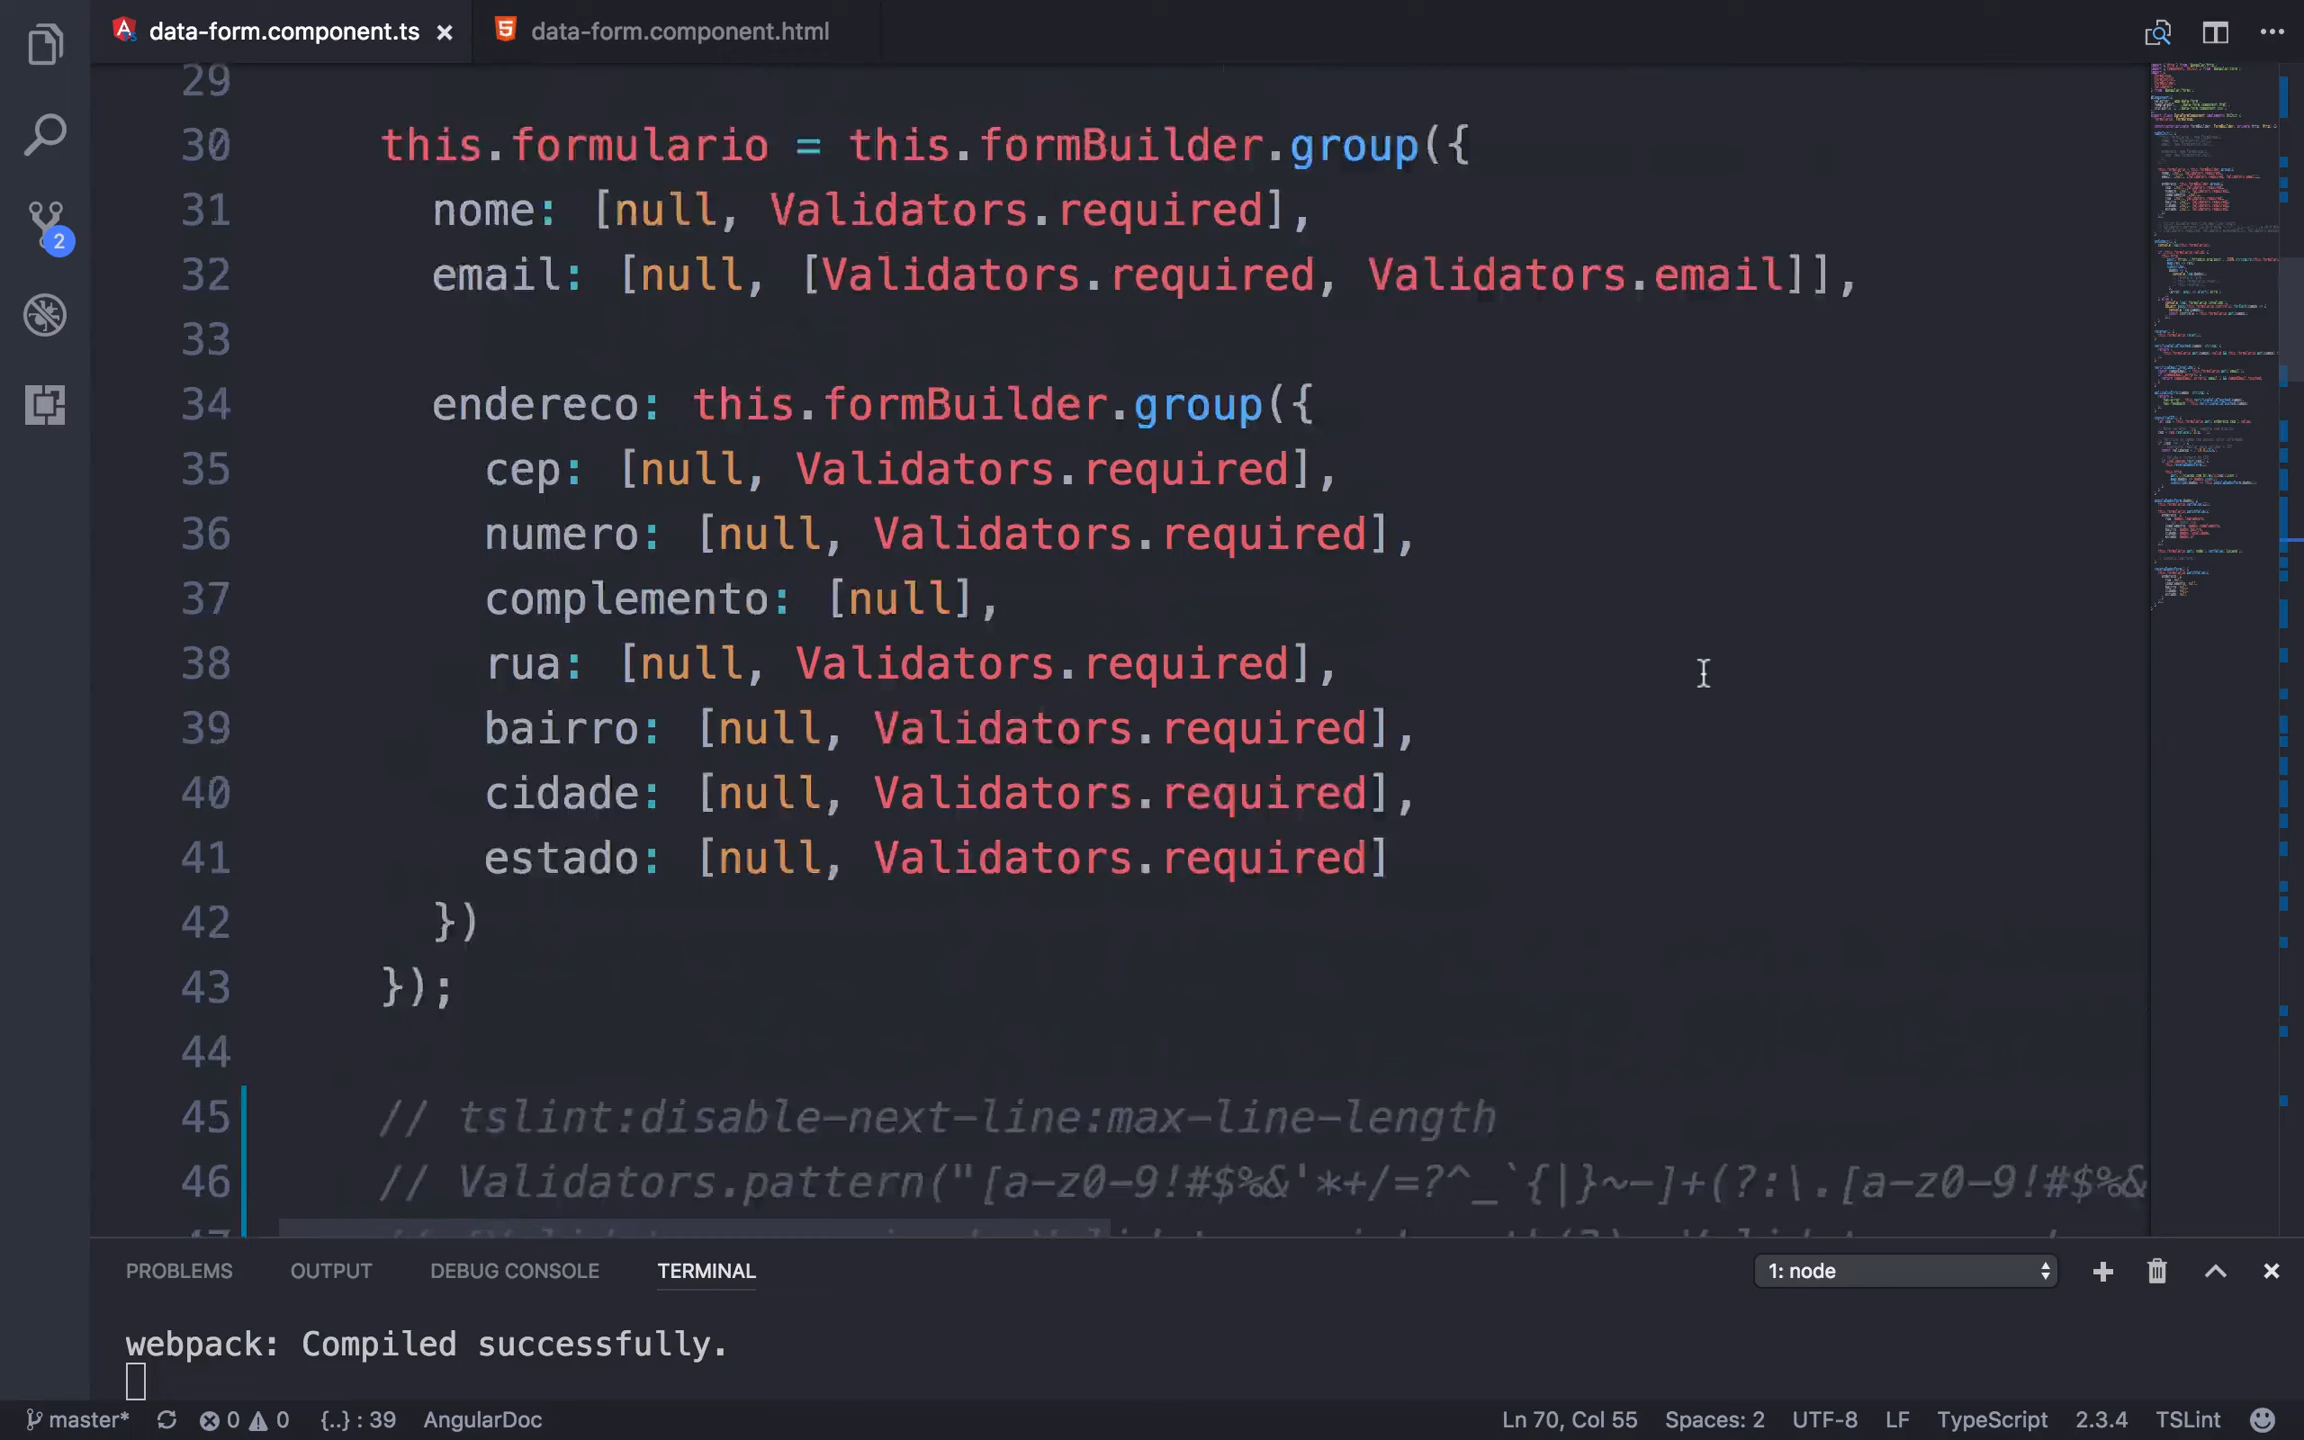 data-form.component.ts
data-form.component.html
29
30 this.formulario = this.formBuilder.group({
31 nome: [null, Validators.required],
32 email: [null, [Validators.required, Validators.email]],
33
34 endereco: this.formBuilder.group({
35 cep: [null, Validators.required],
36 numero: [null, Validators.required],
37 complemento: [null],
38 rua: [null, Validators.required],
39 bairro: [null, Validators.required],
40 cidade: [null, Validators.required],
41 estado: [null, Validators.required]
42 })
43 });
44
45 // tslint:disable-next-line:max-line-length
46 // Validators.pattern("[a-z0-9!#$%&'*+/=?^_`{|}~-]+(?:\.[a-z0-9!#$%&
2
PROBLEMS OUTPUT DEBUG CONSOLE TERMINAL 1: node
webpack: Compiled successfully.
master* 0 0 {..} : 39 AngularDoc Ln 70, Col 55 Spaces: 2 UTF-8 LF TypeScript 2.3.4 TSLint